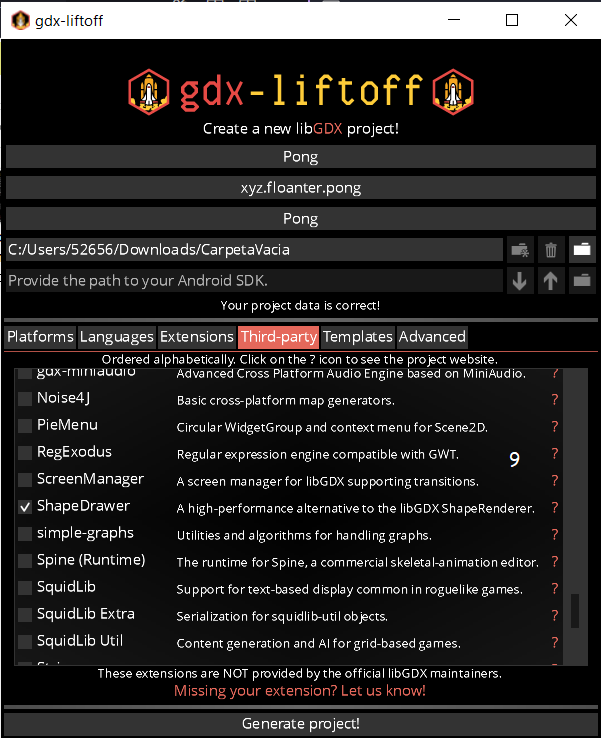 gdx-liftoff
gdx-liftoff
Create a new libGDX project!
Pong
xyz.floanter.pong
Pong
C:/Users/52656/Downloads/CarpetaVacia
Provide the path to your Android SDK.
Your project data is correct!
Platforms Languages Extensions Third-party Templates Advanced
Ordered alphabetically. Click on the ? icon to see the project website.
gdx-miniaudio Advanced Cross Platform Audio Engine based on MiniAudio. ?
Noise4J Basic cross-platform map generators. ?
PieMenu Circular WidgetGroup and context menu for Scene2D. ?
RegExodus Regular expression engine compatible with GWT. ?
9
ScreenManager A screen manager for libGDX supporting transitions. ?
ShapeDrawer A high-performance alternative to the libGDX ShapeRenderer. ?
simple-graphs Utilities and algorithms for handling graphs. ?
Spine (Runtime) The runtime for Spine, a commercial skeletal-animation editor. ?
SquidLib Support for text-based display common in roguelike games. ?
SquidLib Extra Serialization for squidlib-util objects. ?
SquidLib Util Content generation and AI for grid-based games. ?
These extensions are NOT provided by the official libGDX maintainers.
Missing your extension? Let us know!
Generate project!